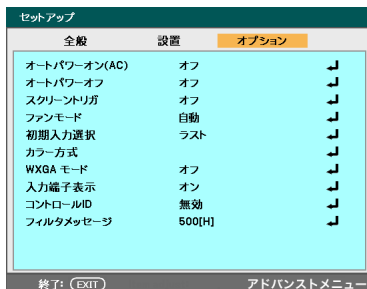 セットアップ
全般 設置 オプション
オートパワーオン(AC) オフ
オートパワーオフ オフ
スクリーントリガ オフ
ファンモード 自動
初期入力選択 ラスト
カラー方式
WXGA モード オフ
入力端子表示 オン
コントロールID 無効
フィルタメッセージ 500[H]
終了: EXIT アドバンストメニュー